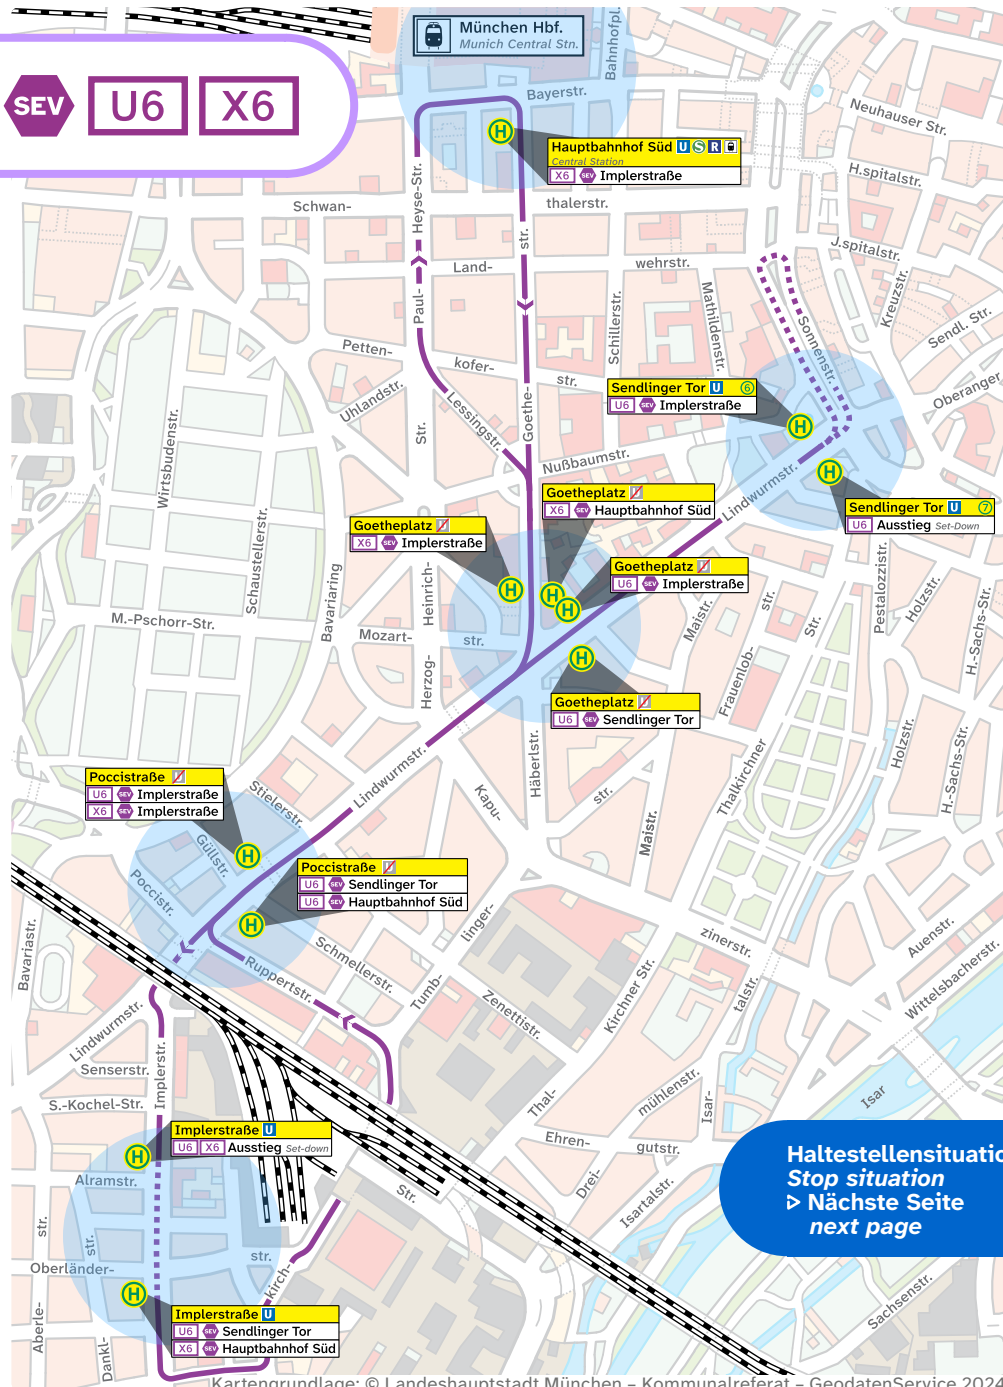 München Hbf.
Munich Central Stn.
Bahnhofpl.
SEV U6 X6
Bayerstr.
Neuhauser Str.
Hauptbahnhof Süd U S R
Central Station
X6 SEV Implerstraße
H
H.spitalstr.
Heyse-Str.
Schwan-
thalerstr.
str.
J.spitalstr.
Land-
wehrstr.
Kreuzstr.
Paul-
Schillerstr.
Mathildenstr.
Sonnenstr.
Sendl. Str.
Petten-
kofer-
str.
Uhlandstr.
Lessingstr.
Goethe-
Str.
Sendlinger Tor U 6
U6 SEV Implerstraße
H
Oberanger
Wirtsbudenstr.
Nußbaumstr.
Lindwurmstr.
H
Sendlinger Tor U 7
U6 Ausstieg Set-Down
Goetheplatz U
X6 SEV Hauptbahnhof Süd
Goetheplatz U
X6 SEV Implerstraße
Schaustellerstr.
Goetheplatz U
U6 SEV Implerstraße
H
H
H
Bavariaring
Heinrich-
Pestalozzistr.
Holzstr.
H.-Sachs-Str.
M.-Pschorr-Str.
Mozart-
str.
Maistr.
str.
Str.
H
Herzog-
Frauenlob-
Goetheplatz U
U6 SEV Sendlinger Tor
Häberlstr.
Thalkirchner
Holzstr.
H.-Sachs-Str.
Poccistraße U
U6 SEV Implerstraße
X6 SEV Implerstraße
Stielerstr.
Lindwurmstr.
Kapu-
str.
Maistr.
Güllstr.
H
Poccistr.
Poccistraße U
U6 SEV Sendlinger Tor
U6 SEV Hauptbahnhof Süd
H
Bavariastr.
Schmellerstr.
linger-
zinerstr.
Auenstr.
Ruppertstr.
Tumb-
Zenettistr.
Kirchner Str.
talstr.
Wittelsbacherstr.
Lindwurmstr.
Senserstr.
Implerstr.
S.-Kochel-Str.
Thal-
mühlenstr.
Isar-
Isar
Implerstraße U
U6 X6 Ausstieg Set-down
H
Ehren-
gutstr.
Alramstr.
Str.
Drei-
Isartalstr.
Haltestellensituatio
Stop situation
▷ Nächste Seite
next page
str.
str.
str.
Oberländer-
kirch-
H
Implerstraße U
U6 SEV Sendlinger Tor
X6 SEV Hauptbahnhof Süd
Aberle-
Dankl-
Sachsenstr.
Kartengrundlage: © Landeshauptstadt München – Kommunalreferat – GeodatenService 2024